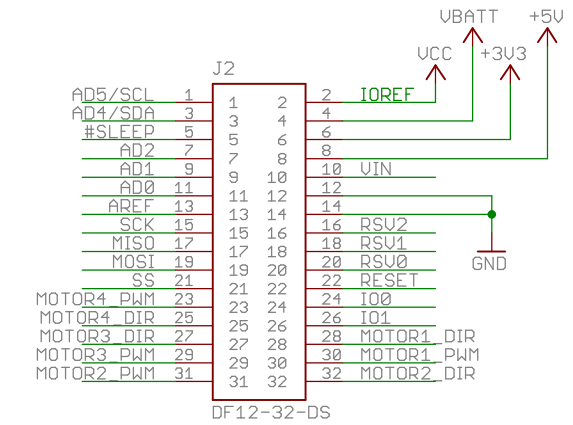 VBATT +5V
VCC +3V3
J2
AD5/SCL 1 1 2 2 IOREF
AD4/SDA 3 3 4 4
#SLEEP 5 5 6 6
AD2 7 7 8 8
AD1 9 9 10 10 VIN
AD0 11 11 12 12
AREF 13 13 14 14
SCK 15 15 16 16 RSV2
MISO 17 17 18 18 RSV1
MOSI 19 19 20 20 RSV0
SS 21 21 22 22 RESET
MOTOR4_PWM 23 23 24 24 IO0
MOTOR4_DIR 25 25 26 26 IO1
MOTOR3_DIR 27 27 28 28 MOTOR1_DIR
MOTOR3_PWM 29 29 30 30 MOTOR1_PWM
MOTOR2_PWM 31 31 32 32 MOTOR2_DIR
GND
DF12-32-DS